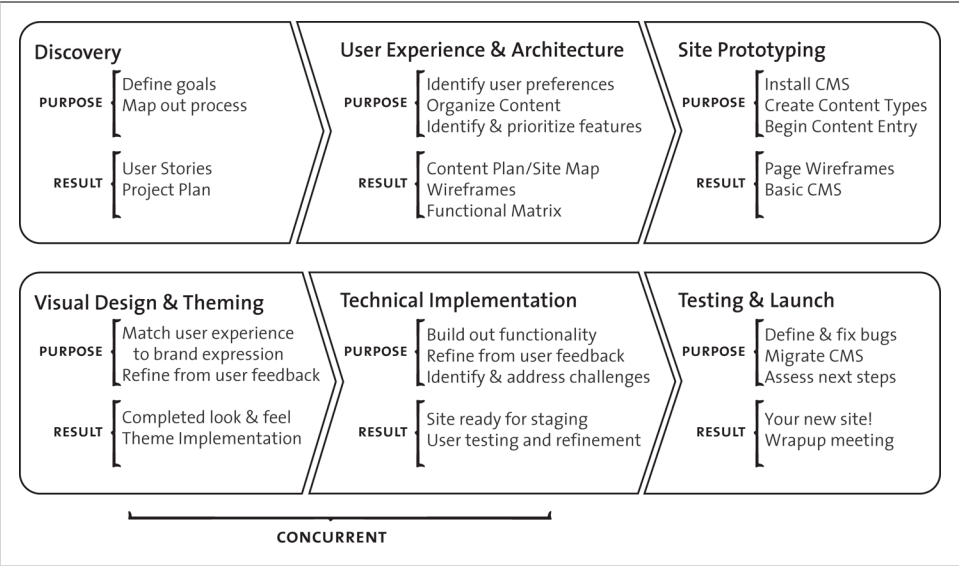 Discovery
PURPOSE
Define goals
Map out process
RESULT
User Stories
Project Plan
User Experience & Architecture
PURPOSE
Identify user preferences
Organize Content
Identify & prioritize features
RESULT
Content Plan/Site Map
Wireframes
Functional Matrix
Site Prototyping
PURPOSE
Install CMS
Create Content Types
Begin Content Entry
RESULT
Page Wireframes
Basic CMS
Visual Design & Theming
PURPOSE
Match user experience
to brand expression
Refine from user feedback
RESULT
Completed look & feel
Theme Implementation
Technical Implementation
PURPOSE
Build out functionality
Refine from user feedback
Identify & address challenges
RESULT
Site ready for staging
User testing and refinement
Testing & Launch
PURPOSE
Define & fix bugs
Migrate CMS
Assess next steps
RESULT
Your new site!
Wrapup meeting
CONCURRENT